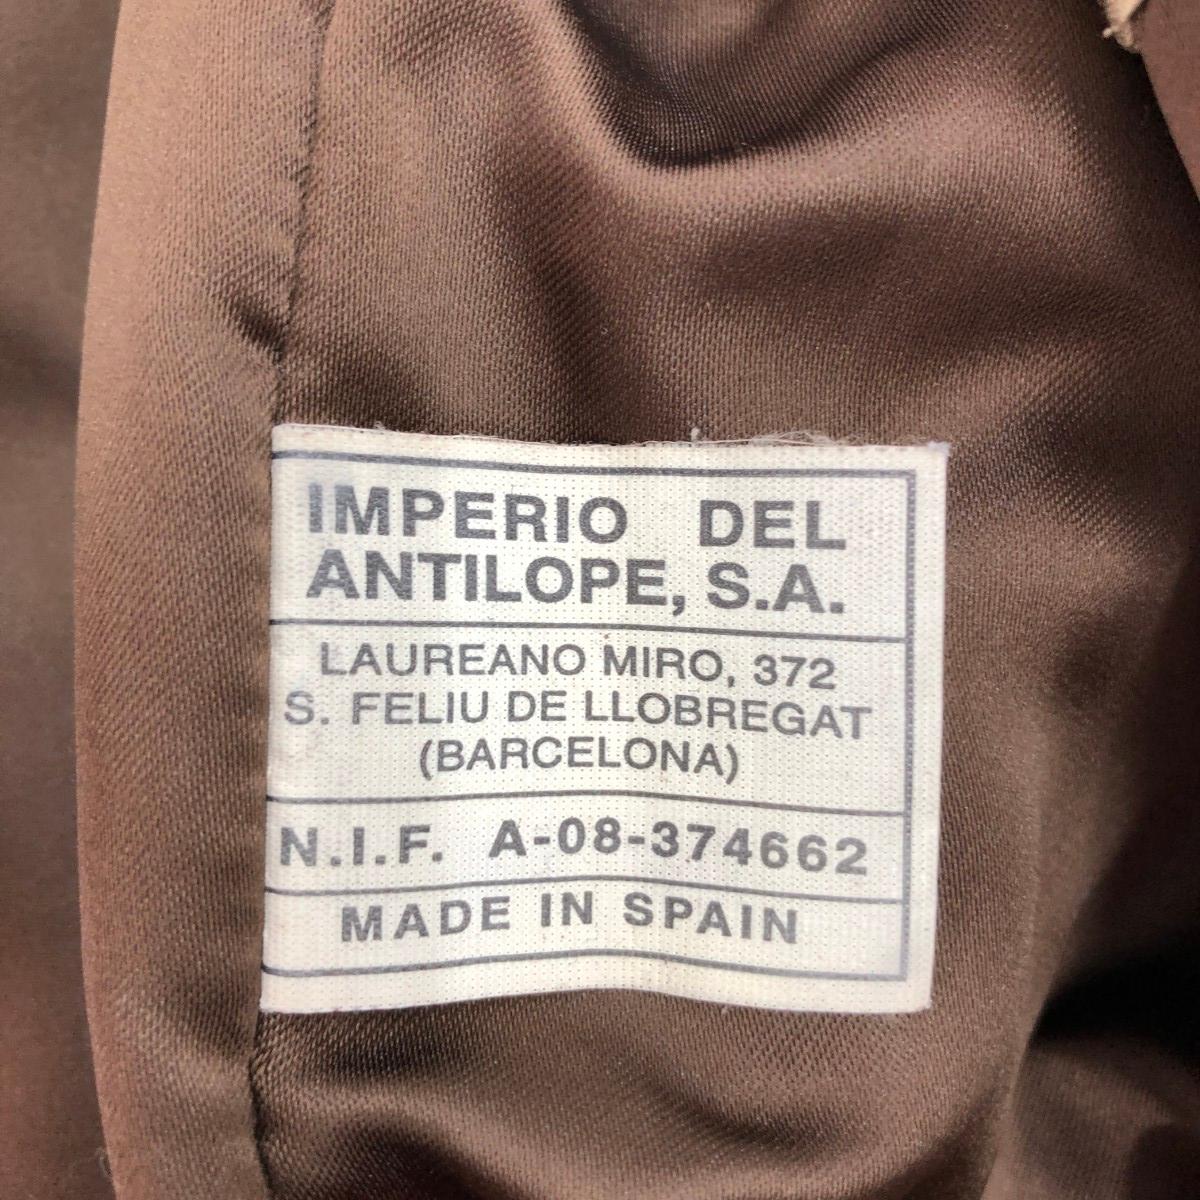 IMPERIO DEL
ANTILOPE, S.A.
LAUREANO MIRO, 372
S. FELIU DE LLOBREGAT
(BARCELONA)
N.I.F. A-08-374662
MADE IN SPAIN